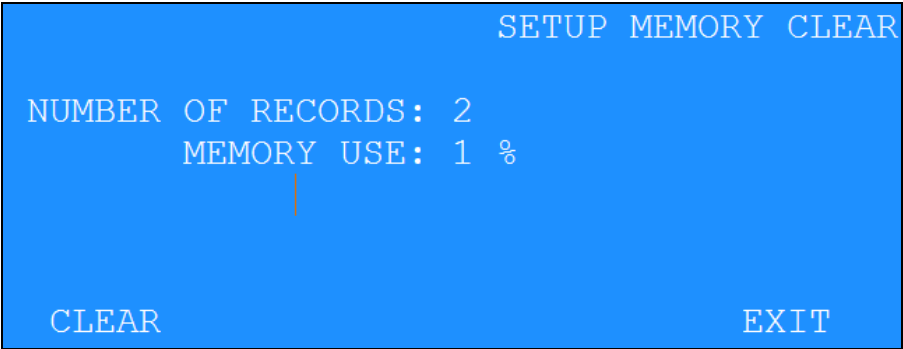 SETUP MEMORY CLEAR
NUMBER OF RECORDS: 2
MEMORY USE: 1 %
CLEAR EXIT